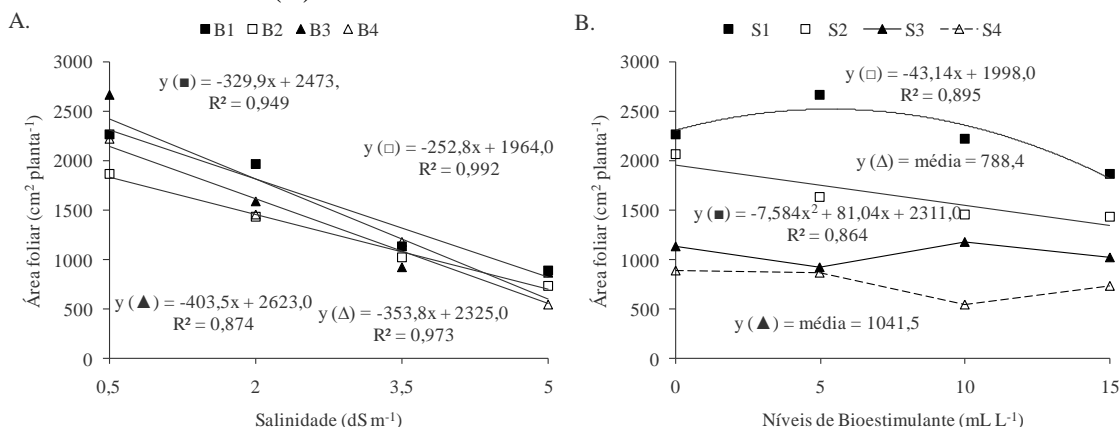 A.
■ B1 □ B2 ▲ B3 △ B4
3000
2500
2000
1500
1000
500
0
Área foliar (cm² planta⁻¹)
y (■) = -329,9x + 2473,
R² = 0,949
y (□) = -252,8x + 1964,0
R² = 0,992
y (▲) = -403,5x + 2623,0
R² = 0,874
y (Δ) = -353,8x + 2325,0
R² = 0,973
0,5 2 3,5 5
Salinidade (dS m⁻¹)
B.
■ S1 □ S2 ▲ S3 △ S4
3000
2500
2000
1500
1000
500
0
Área foliar (cm² planta⁻¹)
y (□) = -43,14x + 1998,0
R² = 0,895
y (Δ) = média = 788,4
y (■) = -7,584x² + 81,04x + 2311,0
R² = 0,864
y (▲) = média = 1041,5
0 5 10 15
Níveis de Bioestimulante (mL L⁻¹)